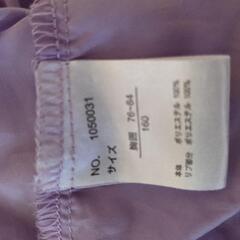 NO. 1050031
サイズ
胸囲 76-84
160
本体 ポリエステル 100%
リブ部分 ポリエステル 100%